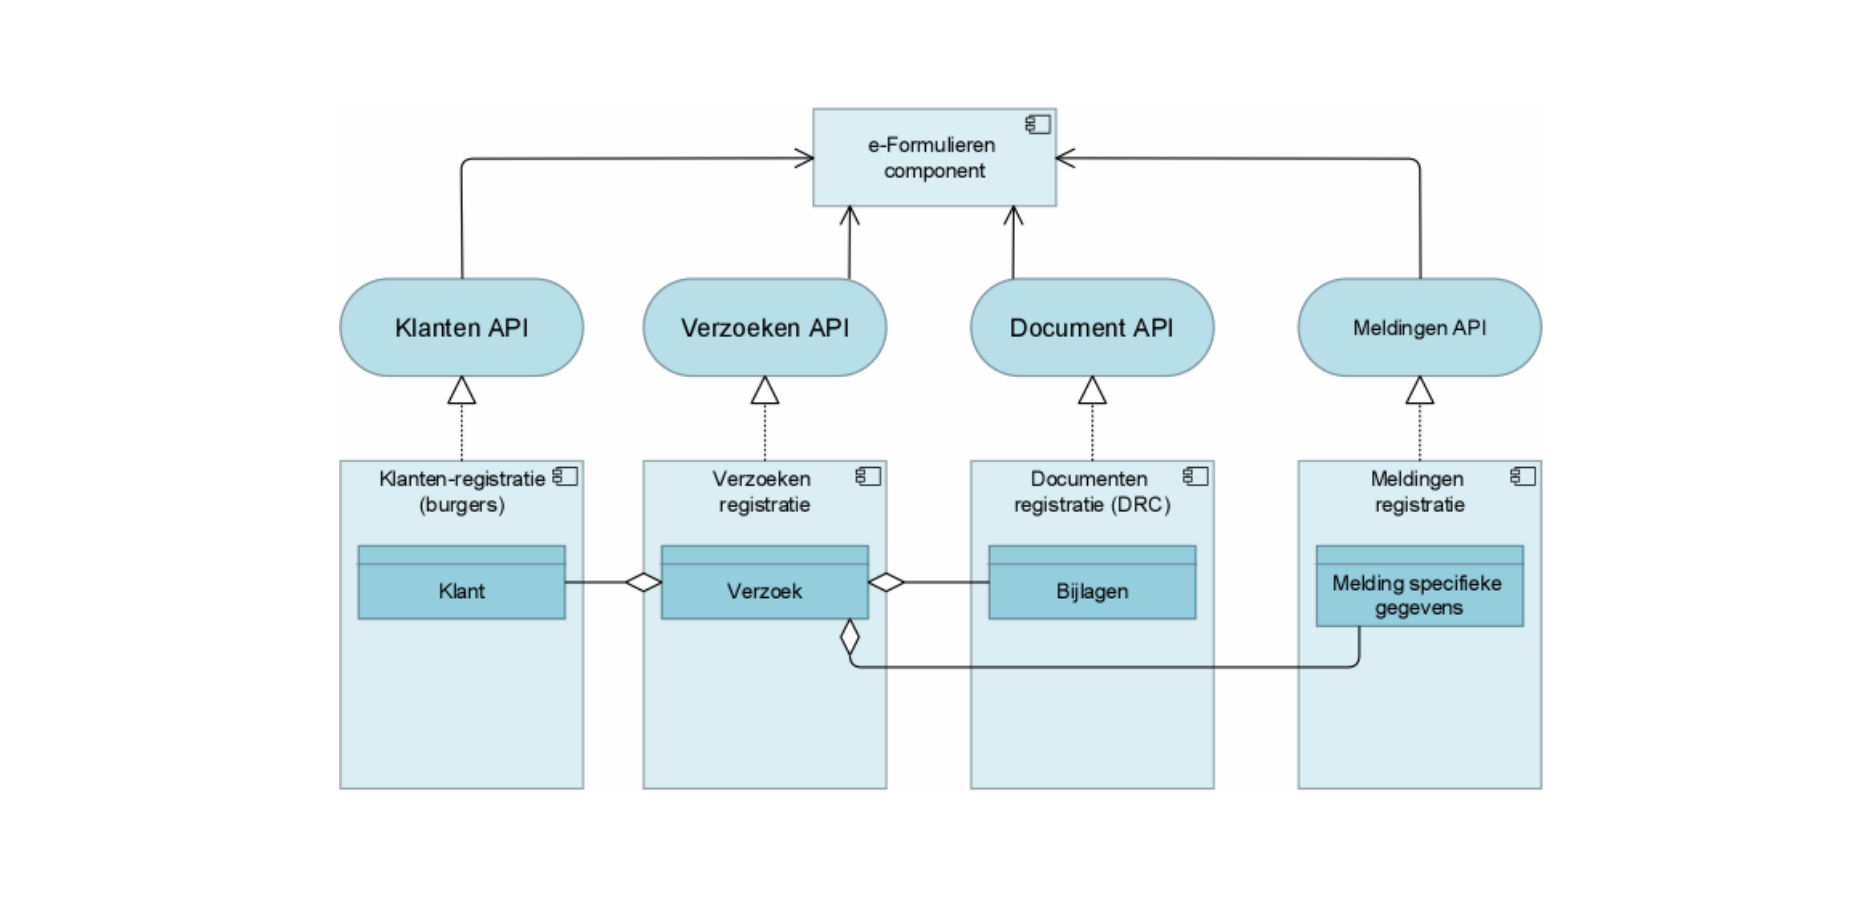 e-Formulieren
component
Klanten API
Verzoeken API
Document API
Meldingen API
Klanten-registratie
(burgers)
Verzoeken
registratie
Documenten
registratie (DRC)
Meldingen
registratie
Klant
Verzoek
Bijlagen
Melding specifieke
gegevens